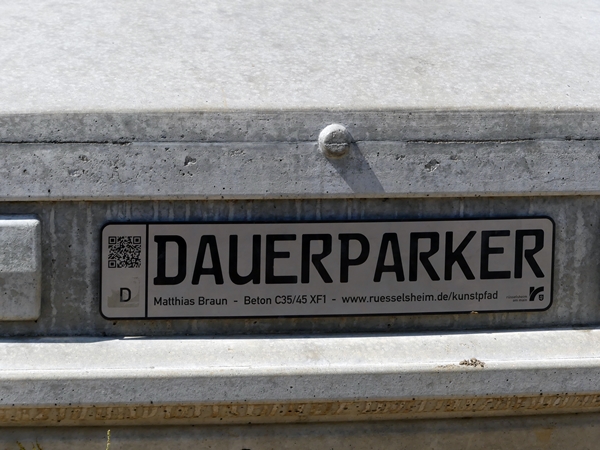 DAUERPARKER
D
Matthias Braun - Beton C35/45 XF1 - www.ruesselsheim.de/kunstpfad